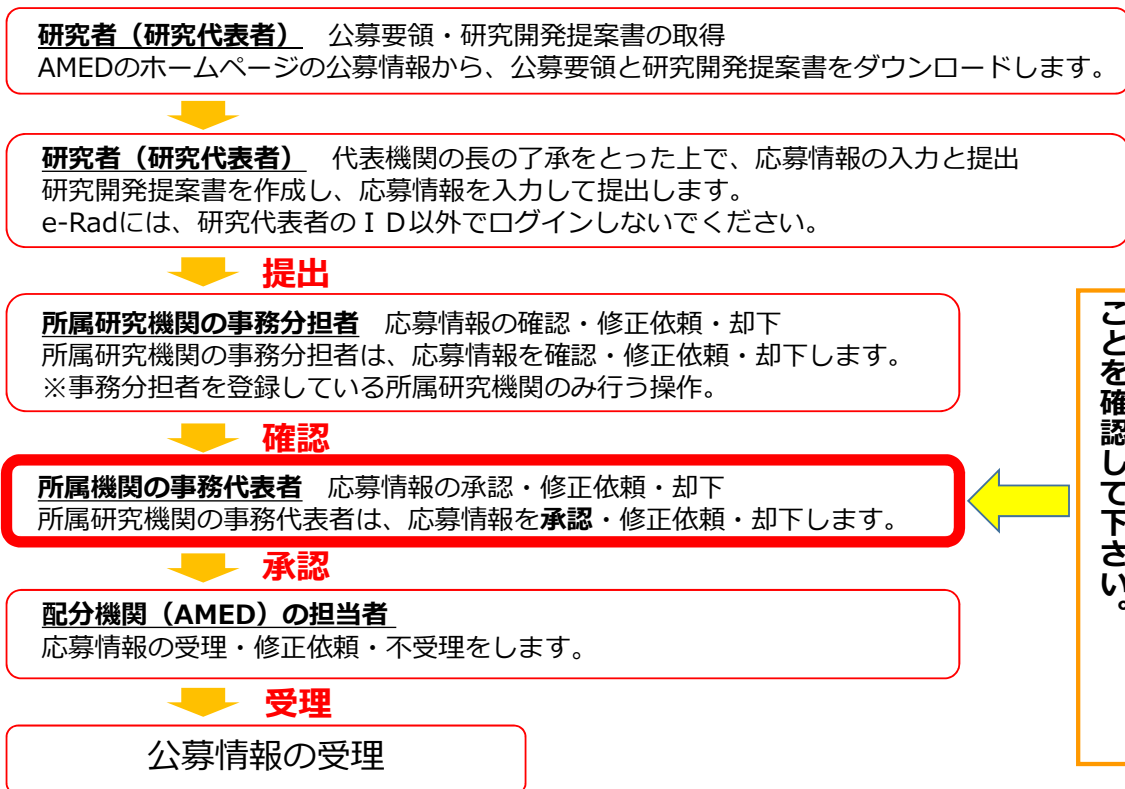 研究者（研究代表者）　公募要領・研究開発提案書の取得
AMEDのホームページの公募情報から、公募要領と研究開発提案書をダウンロードします。
研究者（研究代表者）　代表機関の長の了承をとった上で、応募情報の入力と提出
研究開発提案書を作成し、応募情報を入力して提出します。
e-Radには、研究代表者のＩＤ以外でログインしないでください。
提出
所属研究機関の事務分担者　応募情報の確認・修正依頼・却下
所属研究機関の事務分担者は、応募情報を確認・修正依頼・却下します。
※事務分担者を登録している所属研究機関のみ行う操作。
確認
所属機関の事務代表者　応募情報の承認・修正依頼・却下
所属研究機関の事務代表者は、応募情報を承認・修正依頼・却下します。
ことを確認して下さい。
承認
配分機関（AMED）の担当者
応募情報の受理・修正依頼・不受理をします。
受理
公募情報の受理